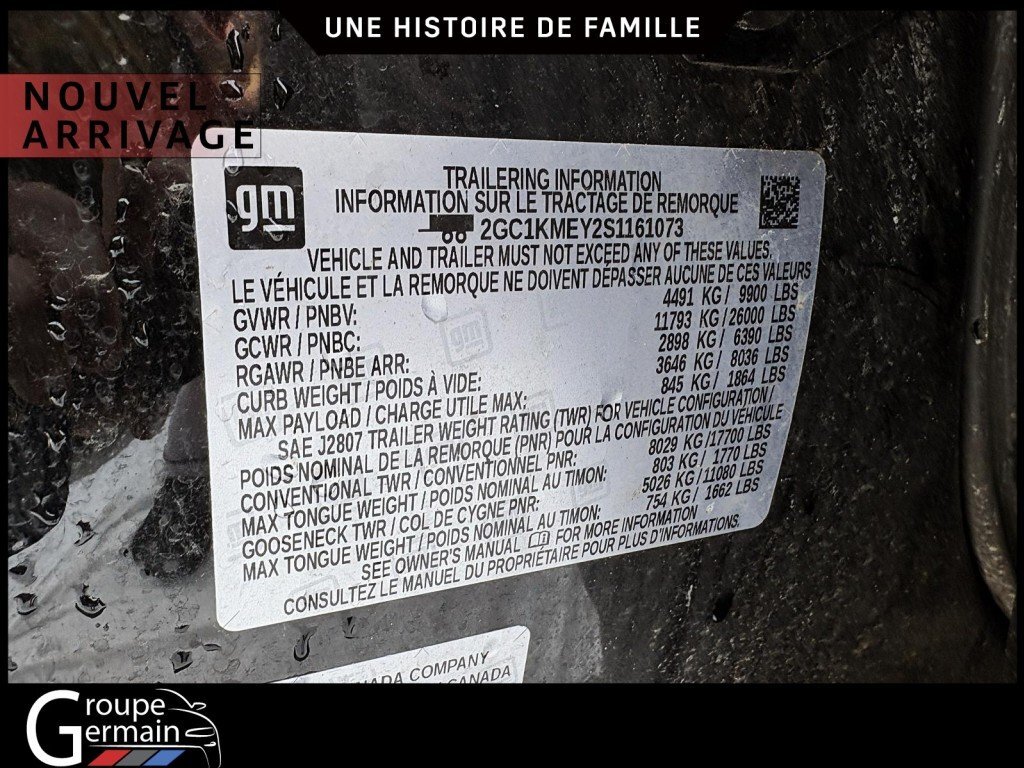 UNE HISTOIRE DE FAMILLE
NOUVEL
ARRIVAGE
gm
TRAILERING INFORMATION
INFORMATION SUR LE TRACTAGE DE REMORQUE
2GC1KMEY2S1161073
VEHICLE AND TRAILER MUST NOT EXCEED ANY OF THESE VALUES.
LE VÉHICULE ET LA REMORQUE NE DOIVENT DÉPASSER AUCUNE DE CES VALEURS
GVWR / PNBV: 4491 KG / 9900 LBS
GCWR / PNBC: 11793 KG / 26000 LBS
RGAWR / PNBE ARR: 2898 KG / 6390 LBS
CURB WEIGHT / POIDS À VIDE: 3646 KG / 8036 LBS
MAX PAYLOAD / CHARGE UTILE MAX: 845 KG / 1864 LBS
SAE J2807 TRAILER WEIGHT RATING (TWR) FOR VEHICLE CONFIGURATION /
POIDS NOMINAL DE LA REMORQUE (PNR) POUR LA CONFIGURATION DU VÉHICULE
CONVENTIONAL TWR / CONVENTIONNEL PNR: 8029 KG /17700 LBS
MAX TONGUE WEIGHT / POIDS NOMINAL AU TIMON: 803 KG / 1770 LBS
GOOSENECK TWR / COL DE CYGNE PNR: 5026 KG /11080 LBS
MAX TONGUE WEIGHT / POIDS NOMINAL AU TIMON: 754 KG / 1662 LBS
SEE OWNER'S MANUAL FOR MORE INFORMATION
CONSULTEZ LE MANUEL DU PROPRIÉTAIRE POUR PLUS D'INFORMATIONS.
COMPANY
CANADA
Groupe
Germain